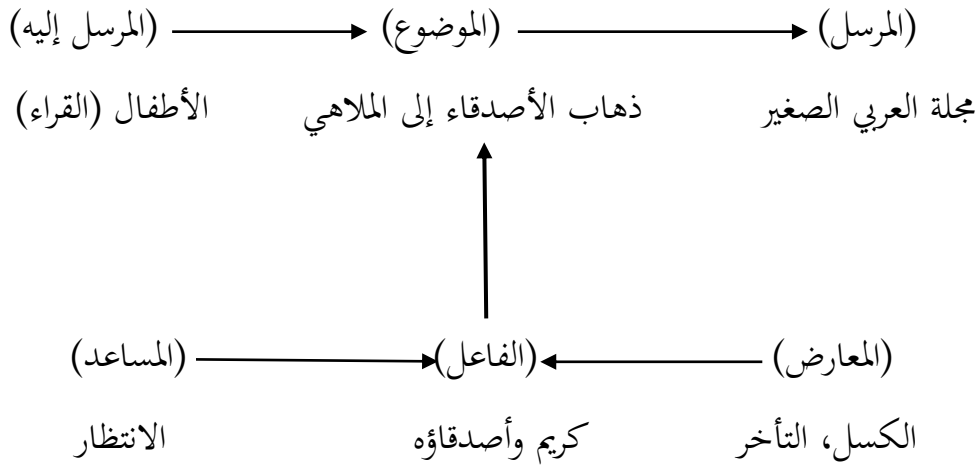 (المرسل) (الموضوع) (المرسل إليه)
مجلة العربي الصغير ذهاب الأصدقاء إلى الملاهي الأطفال (القراء)
(المعارض) (الفاعل) (المساعد)
الكسل، التأخر كريم وأصدقاؤه الانتظار